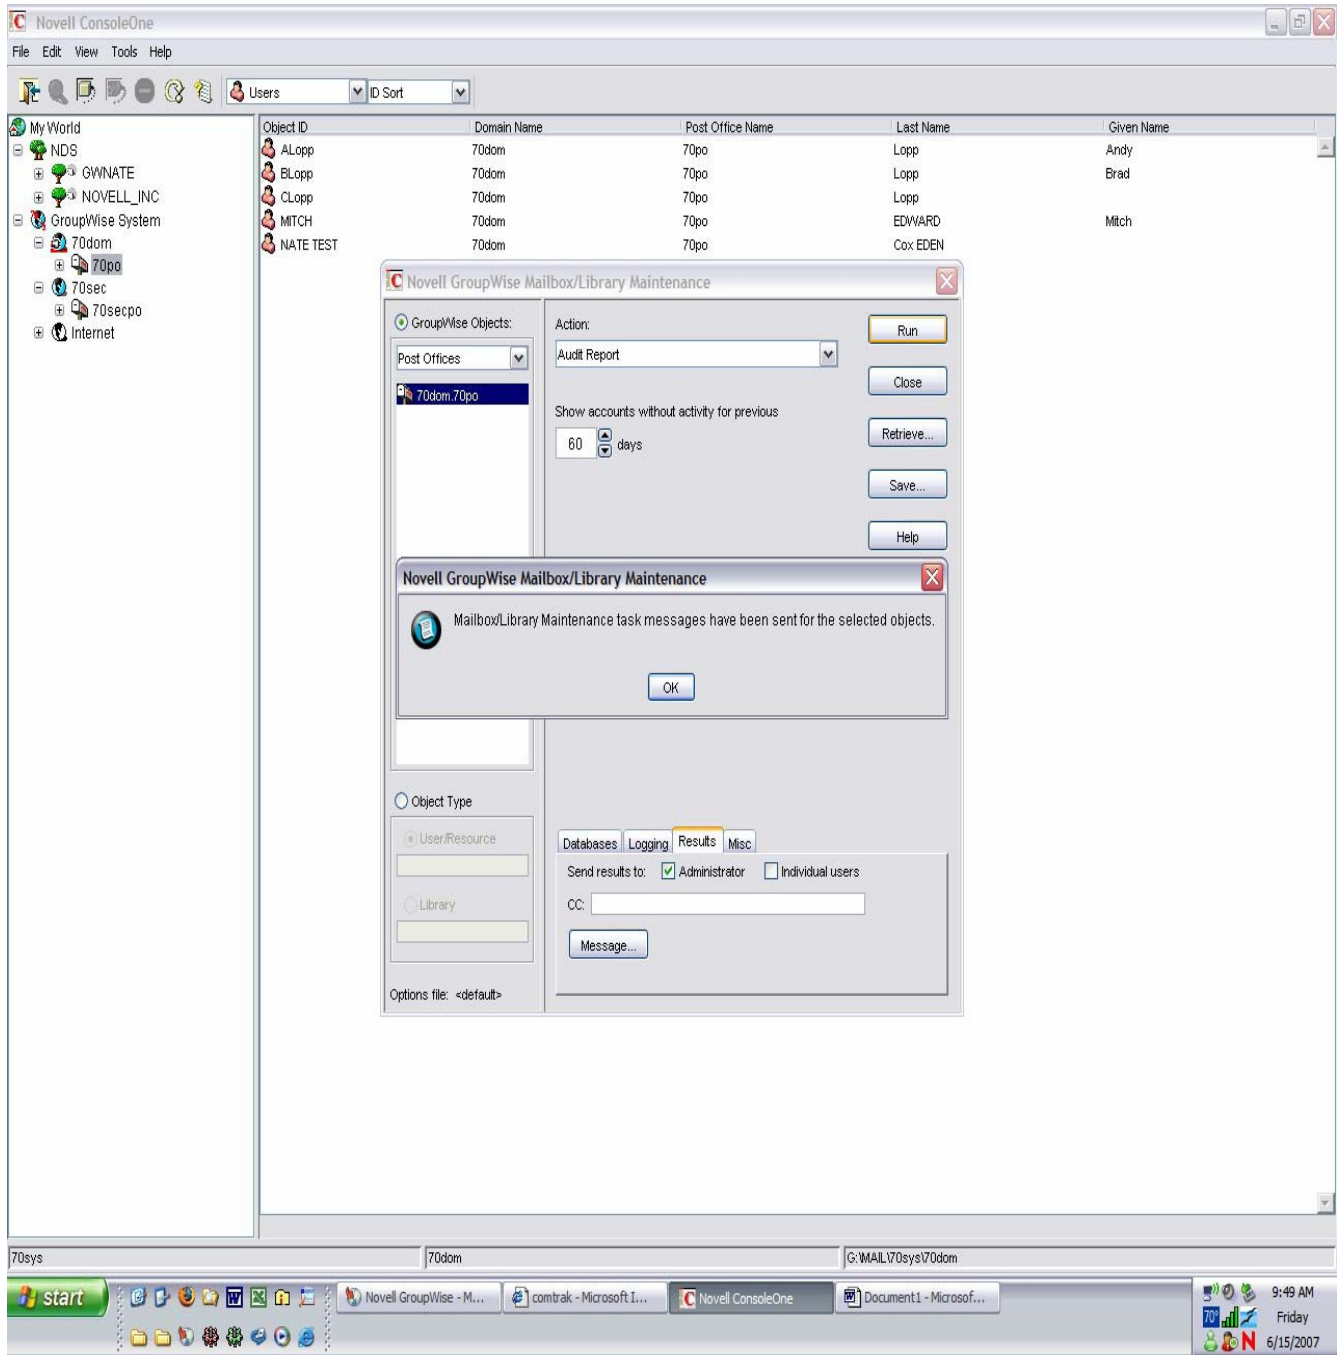 Novell ConsoleOne
File Edit View Tools Help
Users ID Sort
My World
NDS
GWNATE
NOVELL_INC
GroupWise System
70dom
70po
70sec
70secpo
Internet
Object ID Domain Name Post Office Name Last Name Given Name
ALopp 70dom 70po Lopp Andy
BLopp 70dom 70po Lopp Brad
CLopp 70dom 70po Lopp
MITCH 70dom 70po EDWARD Mitch
NATE TEST 70dom 70po Cox EDEN
Novell GroupWise Mailbox/Library Maintenance
GroupWise Objects:
Post Offices
70dom.70po
Action:
Audit Report
Show accounts without activity for previous
60 days
Run
Close
Retrieve...
Save...
Help
Novell GroupWise Mailbox/Library Maintenance
Mailbox/Library Maintenance task messages have been sent for the selected objects.
OK
Object Type
User/Resource
Library
Options file: <default>
Databases Logging Results Misc
Send results to: Administrator Individual users
CC:
Message...
70sys 70dom G:\MAIL\70sys\70dom
start
Novell GroupWise - M... comtrak - Microsoft I... Novell ConsoleOne Document1 - Microsof...
70°
9:49 AM
Friday
6/15/2007